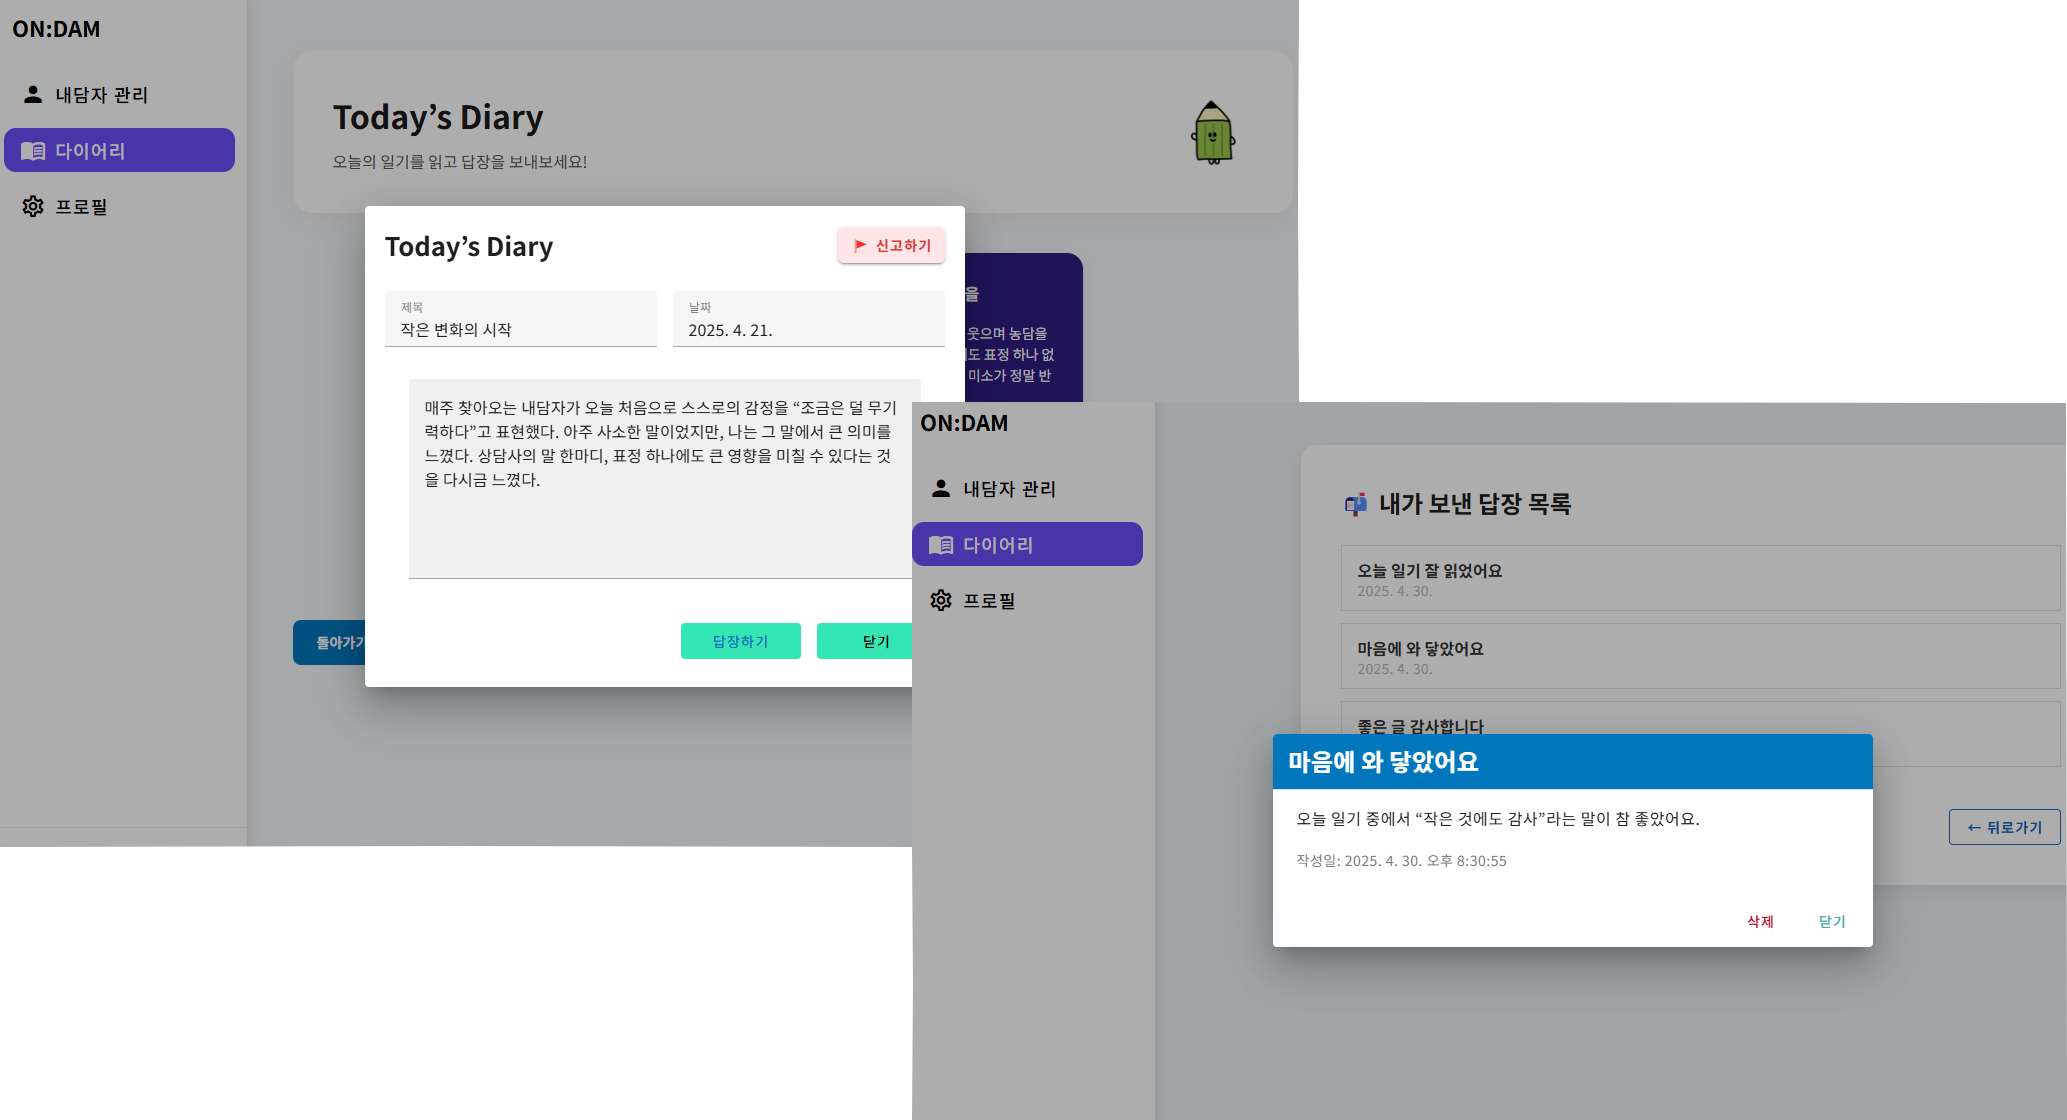 ON:DAM
내담자 관리
다이어리
프로필
Today’s Diary
오늘의 일기를 읽고 답장을 보내보세요!
Today’s Diary
신고하기
제목
작은 변화의 시작
날짜
2025. 4. 21.
매주 찾아오는 내담자가 오늘 처음으로 스스로의 감정을 “조금은 덜 무기
력하다”고 표현했다. 아주 사소한 말이었지만, 나는 그 말에서 큰 의미를
느꼈다. 상담사의 말 한마디, 표정 하나에도 큰 영향을 미칠 수 있다는 것
을 다시금 느꼈다.
답장하기
닫기
을
웃으며 농담을
도 표정 하나 없
미소가 정말 반
돌아가기
ON:DAM
내담자 관리
다이어리
프로필
내가 보낸 답장 목록
오늘 일기 잘 읽었어요
2025. 4. 30.
마음에 와 닿았어요
2025. 4. 30.
좋은 글 감사합니다
← 뒤로가기
마음에 와 닿았어요
오늘 일기 중에서 “작은 것에도 감사”라는 말이 참 좋았어요.
작성일: 2025. 4. 30. 오후 8:30:55
삭제
닫기